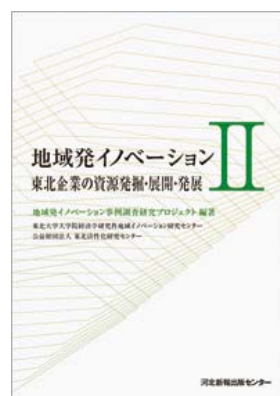 地域発イノベーションⅡ
東北企業の資源発掘・展開・発展
地域発イノベーション事例調査研究プロジェクト 編著
東北大学大学院経済学研究科地域イノベーション研究センター
公益財団法人 東北活性化研究センター
河北新報出版センター